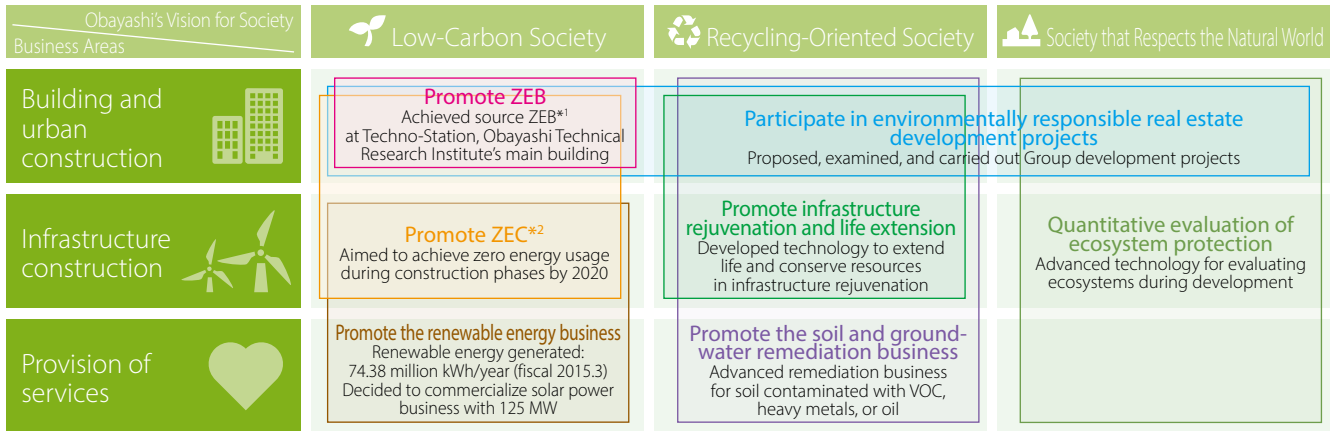 Obayashi's Vision for Society
Business Areas
Low-Carbon Society
Recycling-Oriented Society
Society that Respects the Natural World
Building and
urban
construction
Promote ZEB
Achieved source ZEB*1
at Techno-Station, Obayashi Technical
Research Institute's main building
Participate in environmentally responsible real estate
development projects
Proposed, examined, and carried out Group development projects
Infrastructure
construction
Promote ZEC*2
Aimed to achieve zero energy usage
during construction phases by 2020
Promote infrastructure
rejuvenation and life extension
Developed technology to extend
life and conserve resources
in infrastructure rejuvenation
Quantitative evaluation of
ecosystem protection
Advanced technology for evaluating
ecosystems during development
Provision of
services
Promote the renewable energy business
Renewable energy generated:
74.38 million kWh/year (fiscal 2015.3)
Decided to commercialize solar power
business with 125 MW
Promote the soil and ground-
water remediation business
Advanced remediation business
for soil contaminated with VOC,
heavy metals, or oil